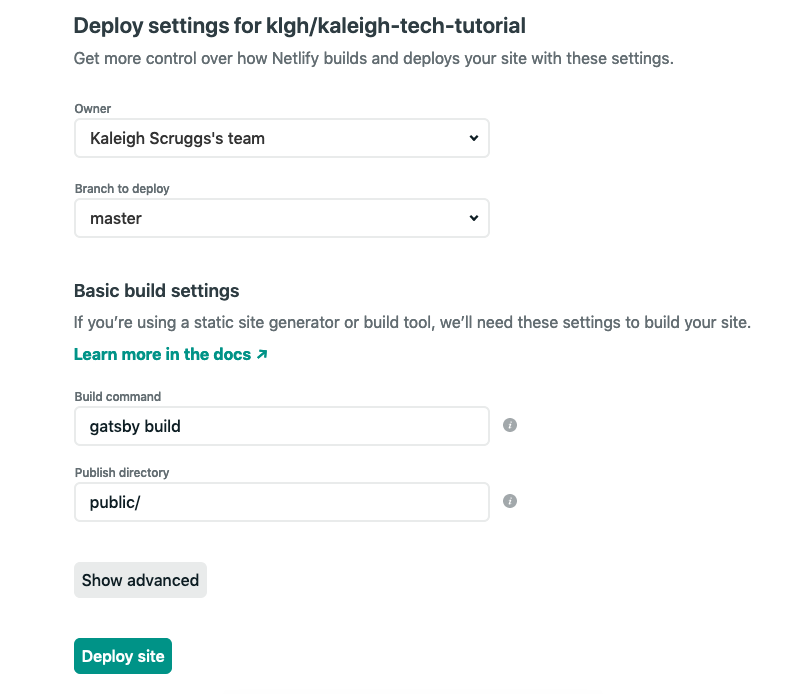 Deploy settings for klgh/kaleigh-tech-tutorial
Get more control over how Netlify builds and deploys your site with these settings.
Owner
Kaleigh Scruggs's team
Branch to deploy
master
Basic build settings
If you’re using a static site generator or build tool, we’ll need these settings to build your site.
Learn more in the docs ↗
Build command
gatsby build
Publish directory
public/
Show advanced
Deploy site